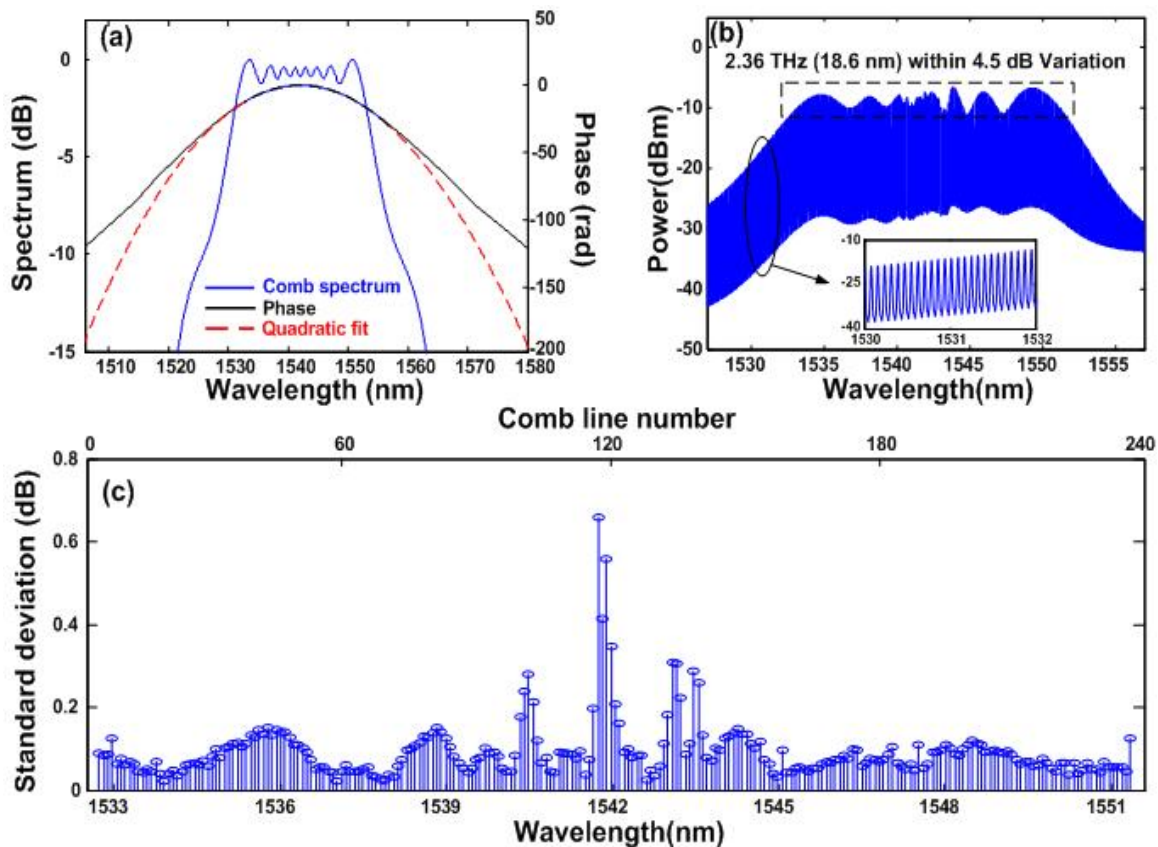 (a)
Spectrum (dB)
0
-5
-10
-15
50
0
-50
-100
-150
-200
Phase (rad)
Comb spectrum
Phase
Quadratic fit
1510 1520 1530 1540 1550 1560 1570 1580
Wavelength (nm)
(b)
2.36 THz (18.6 nm) within 4.5 dB Variation
Power(dBm)
0
-10
-20
-30
-40
-50
-10
-25
-40
1530 1531 1532
1530 1535 1540 1545 1550 1555
Wavelength(nm)
Comb line number
0 60 120 180 240
(c)
Standard deviation (dB)
0.8
0.6
0.4
0.2
0
1533 1536 1539 1542 1545 1548 1551
Wavelength(nm)